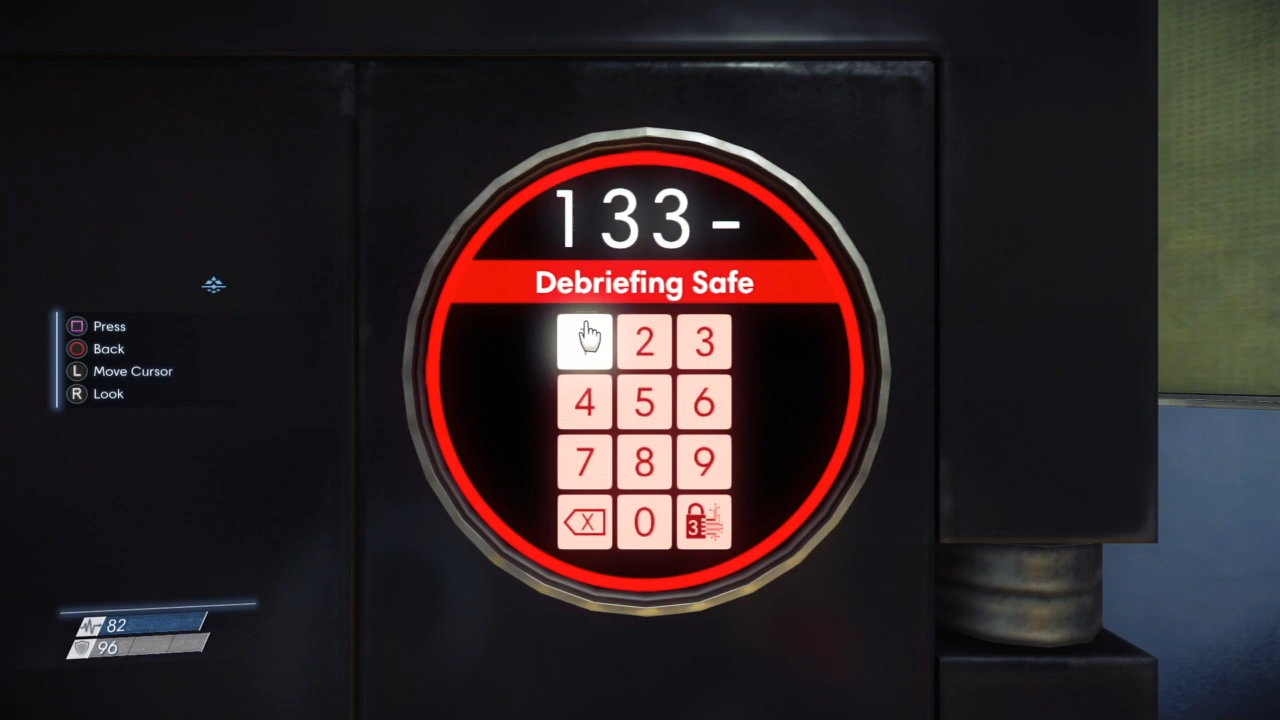 133-
Debriefing Safe
2 3
4 5 6
7 8 9
X 0 3
Press
Back
L Move Cursor
R Look
82
96